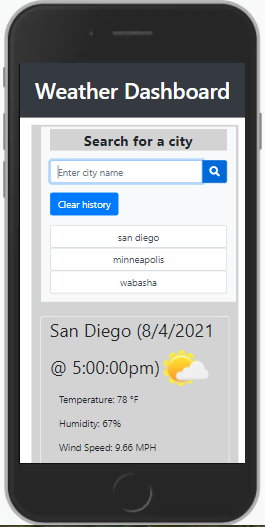 Weather Dashboard
Search for a city
Enter city name
Clear history
san diego
minneapolis
wabasha
San Diego (8/4/2021
@ 5:00:00pm)
Temperature: 78 °F
Humidity: 67%
Wind Speed: 9.66 MPH